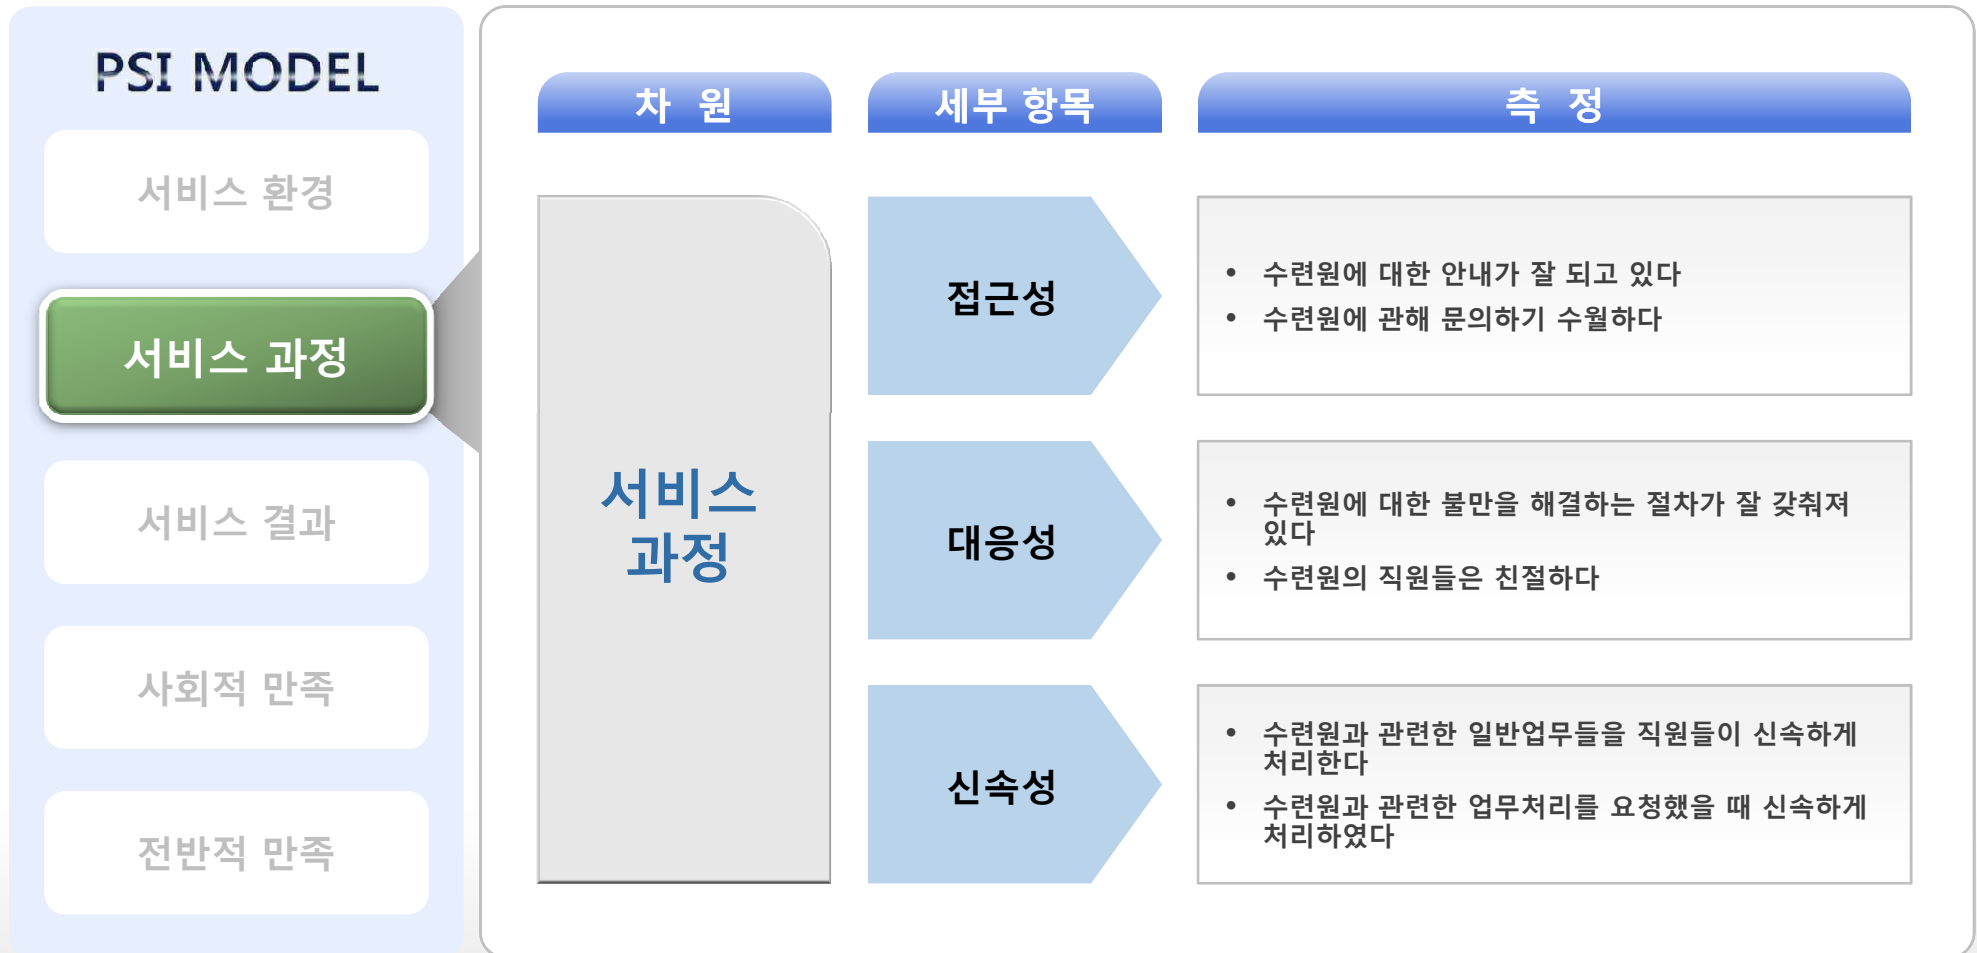 PSI MODEL
서비스 환경
서비스 과정
서비스 결과
사회적 만족
전반적 만족
차 원
세부 항목
측 정
서비스
과정
접근성
• 수련원에 대한 안내가 잘 되고 있다
• 수련원에 관해 문의하기 수월하다
대응성
• 수련원에 대한 불만을 해결하는 절차가 잘 갖춰져
있다
• 수련원의 직원들은 친절하다
신속성
• 수련원과 관련한 일반업무들을 직원들이 신속하게
처리한다
• 수련원과 관련한 업무처리를 요청했을 때 신속하게
처리하였다